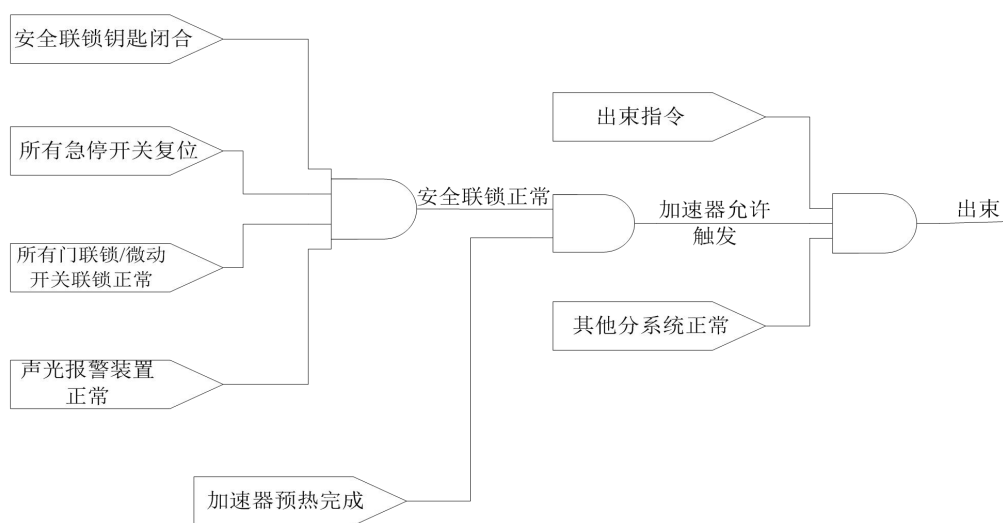 安全联锁钥匙闭合
出束指令
所有急停开关复位
安全联锁正常
加速器允许
触发
出束
所有门联锁/微动
开关联锁正常
其他分系统正常
声光报警装置
正常
加速器预热完成